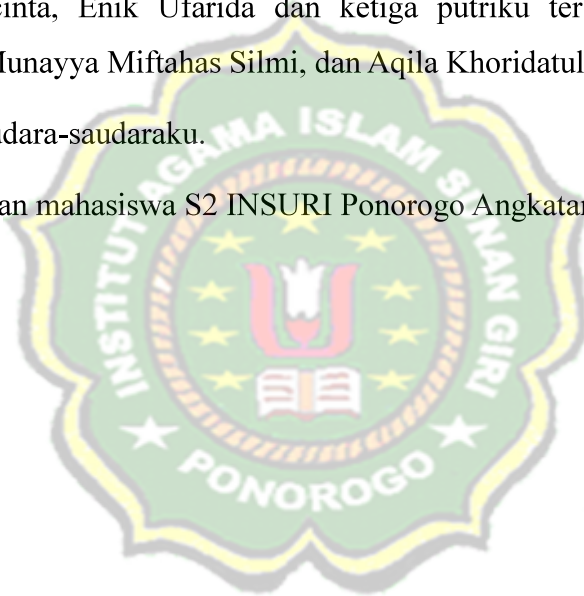 cinta, Enik Ufarida dan ketiga putriku ter
Munayya Miftahas Silmi, dan Aqila Khoridatul
udara-saudaraku.
an mahasiswa S2 INSURI Ponorogo Angkatan
INSTITUT AGAMA ISLAM SUNAN GIRI
PONOROGO